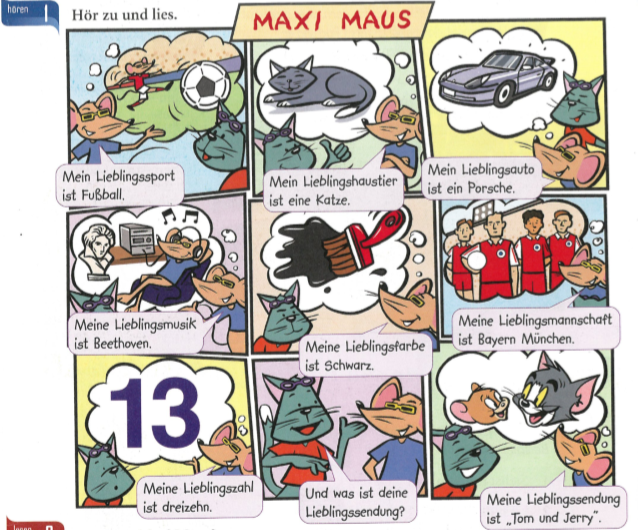 hören 1
Hör zu und lies.
MAXI MAUS
Mein Lieblingssport
ist Fußball.
Mein Lieblingshaustier
ist eine Katze.
Mein Lieblingsauto
ist ein Porsche.
Meine Lieblingsmusik
ist Beethoven.
Meine Lieblingsfarbe
ist Schwarz.
Meine Lieblingsmannschaft
ist Bayern München.
13
Meine Lieblingszahl
ist dreizehn.
Und was ist deine
Lieblingssendung?
Meine Lieblingssendung
ist „Tom und Jerry".